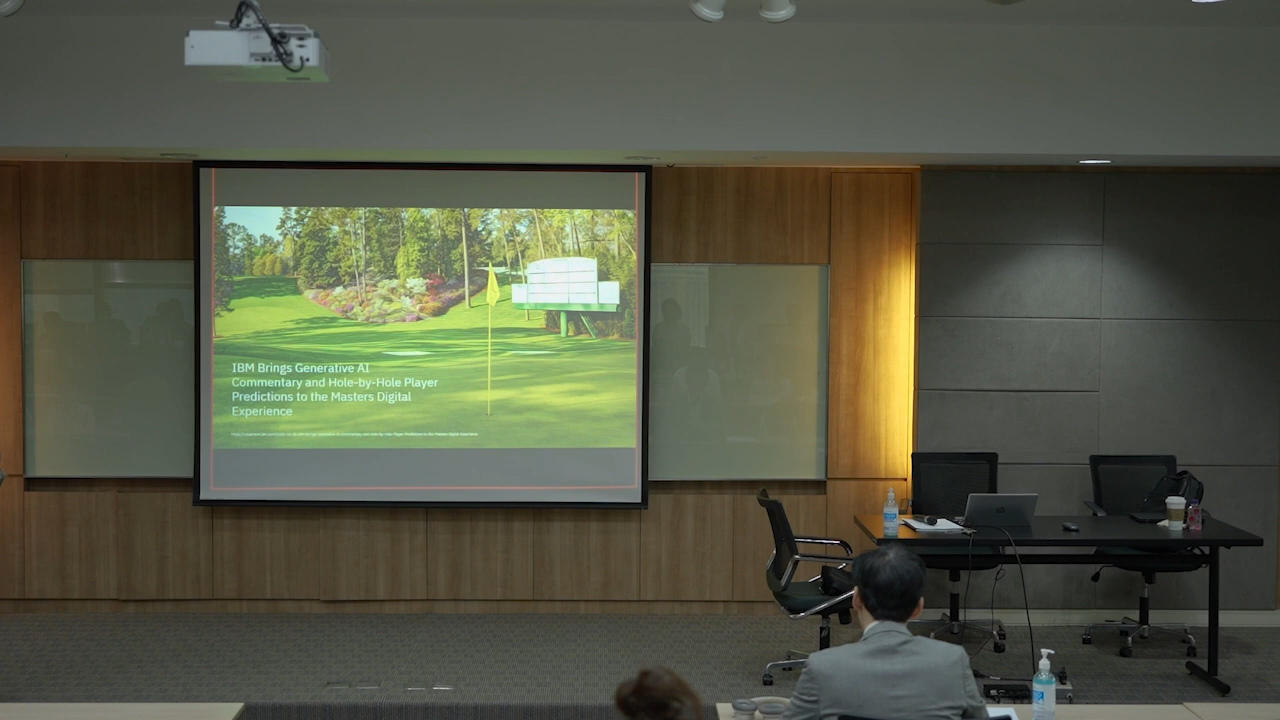 IBM Brings Generative AI
Commentary and Hole-by-Hole Player
Predictions to the Masters Digital
Experience